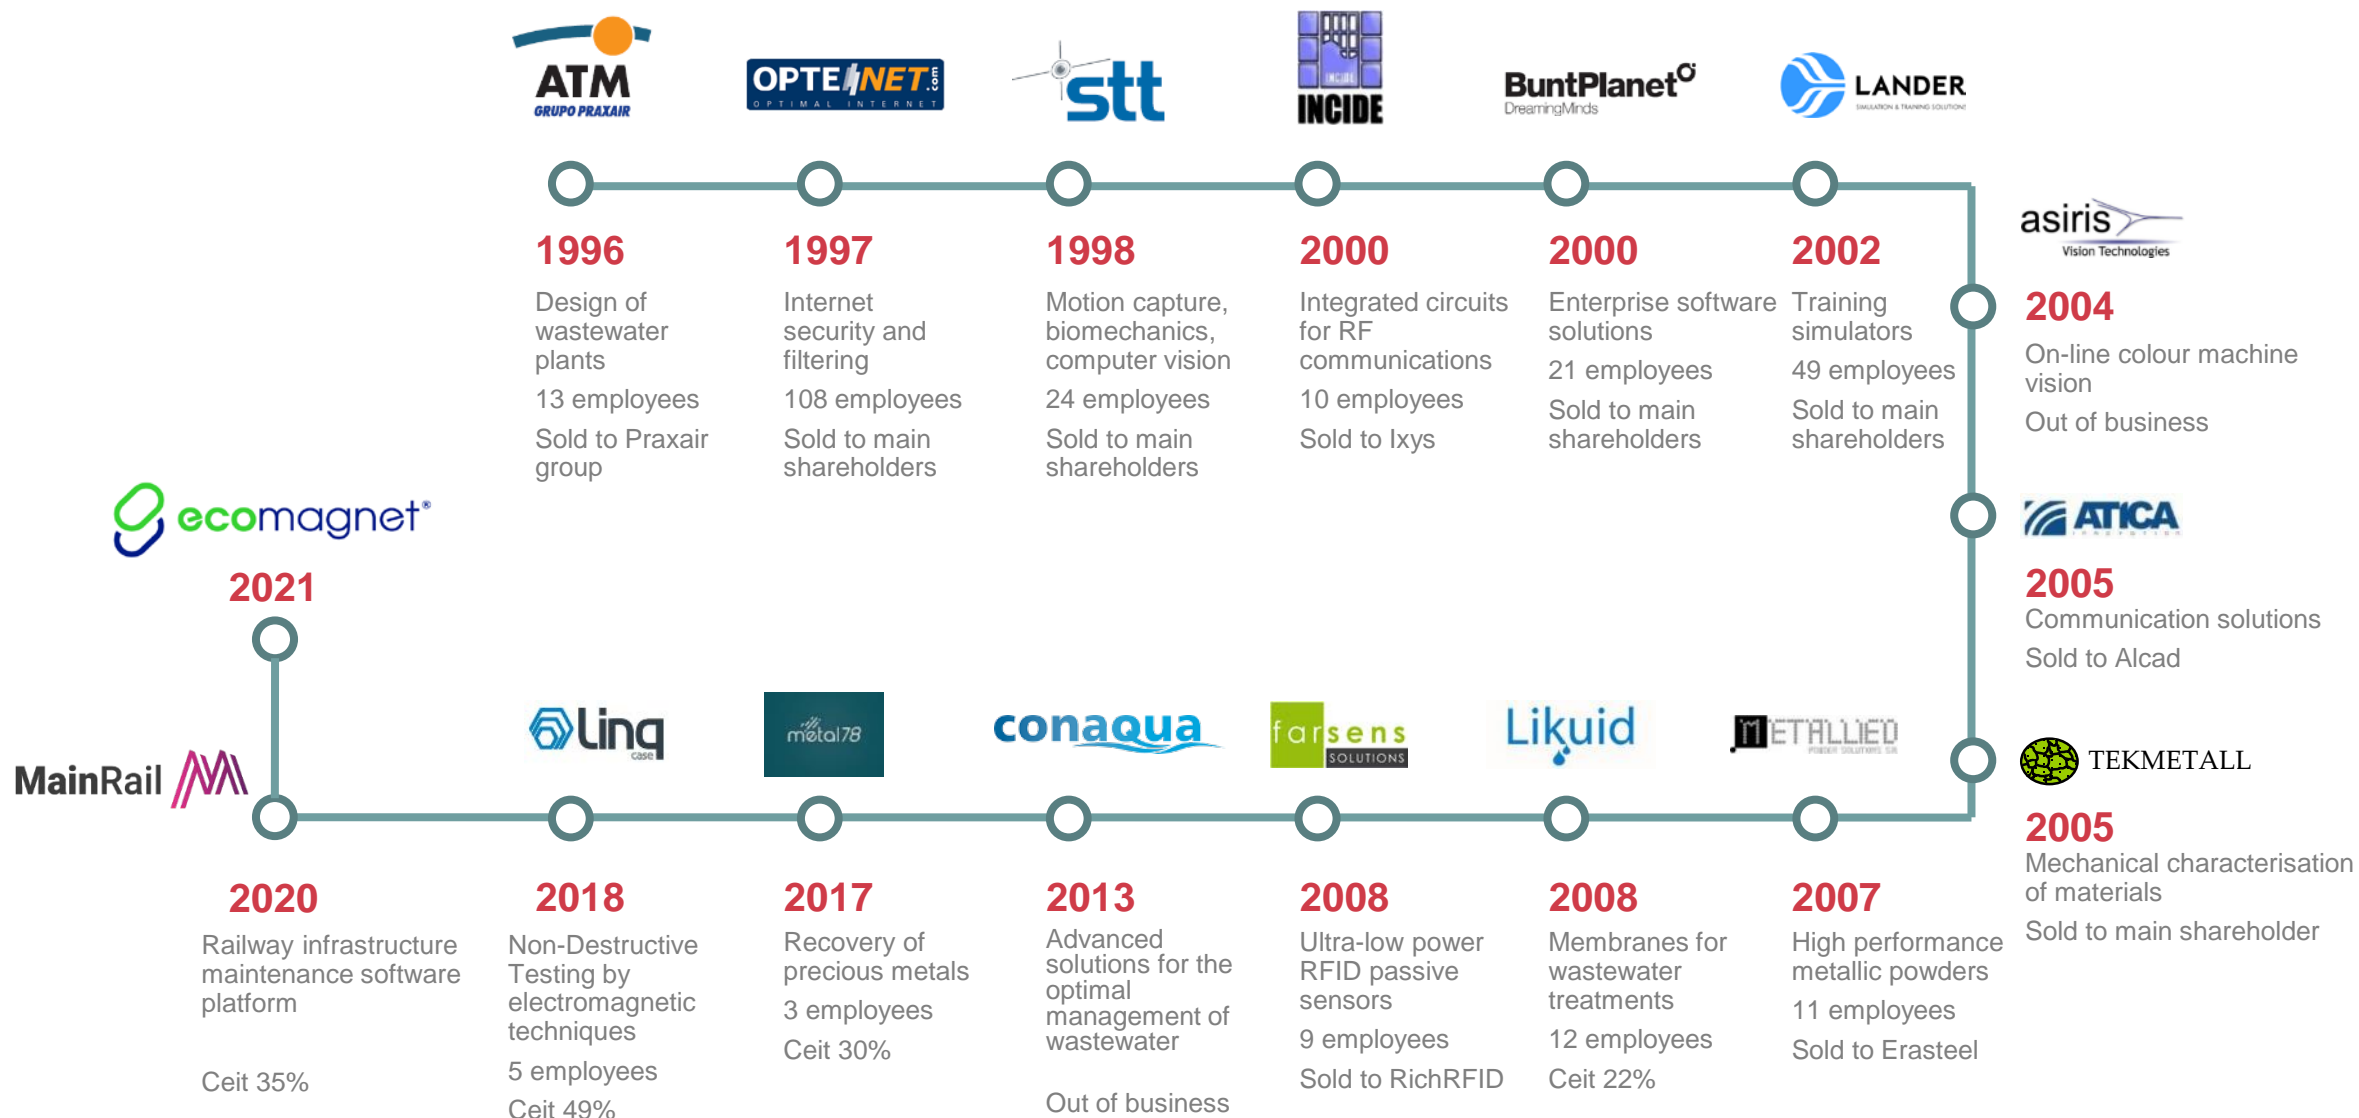 ATM
GRUPO PRAXAIR
OPTENET.com
OPTIMAL INTERNET
stt
INCIDE
INCIDE
BuntPlanet
DreamingMinds
LANDER
SIMULATION & TRAINING SOLUTIONS
1996
Design of
wastewater
plants
13 employees
Sold to Praxair
group
1997
Internet
security and
filtering
108 employees
Sold to main
shareholders
1998
Motion capture,
biomechanics,
computer vision
24 employees
Sold to main
shareholders
2000
Integrated circuits
for RF
communications
10 employees
Sold to Ixys
2000
Enterprise software
solutions
21 employees
Sold to main
shareholders
2002
Training
simulators
49 employees
Sold to main
shareholders
asiris
Vision Technologies
2004
On-line colour machine
vision
Out of business
ATICA
2005
Communication solutions
Sold to Alcad
TEKMETALL
2005
Mechanical characterisation
of materials
Sold to main shareholder
METALLIED
POWDER SOLUTIONS S.A
2007
High performance
metallic powders
11 employees
Sold to Erasteel
Likuid
2008
Membranes for
wastewater
treatments
12 employees
Ceit 22%
farsens
SOLUTIONS
2008
Ultra-low power
RFID passive
sensors
9 employees
Sold to RichRFID
conaqua
2013
Advanced
solutions for the
optimal
management of
wastewater
Out of business
metal78
2017
Recovery of
precious metals
3 employees
Ceit 30%
Linq
case
2018
Non-Destructive
Testing by
electromagnetic
techniques
5 employees
Ceit 49%
MainRail
2020
Railway infrastructure
maintenance software
platform
Ceit 35%
ecomagnet®
2021